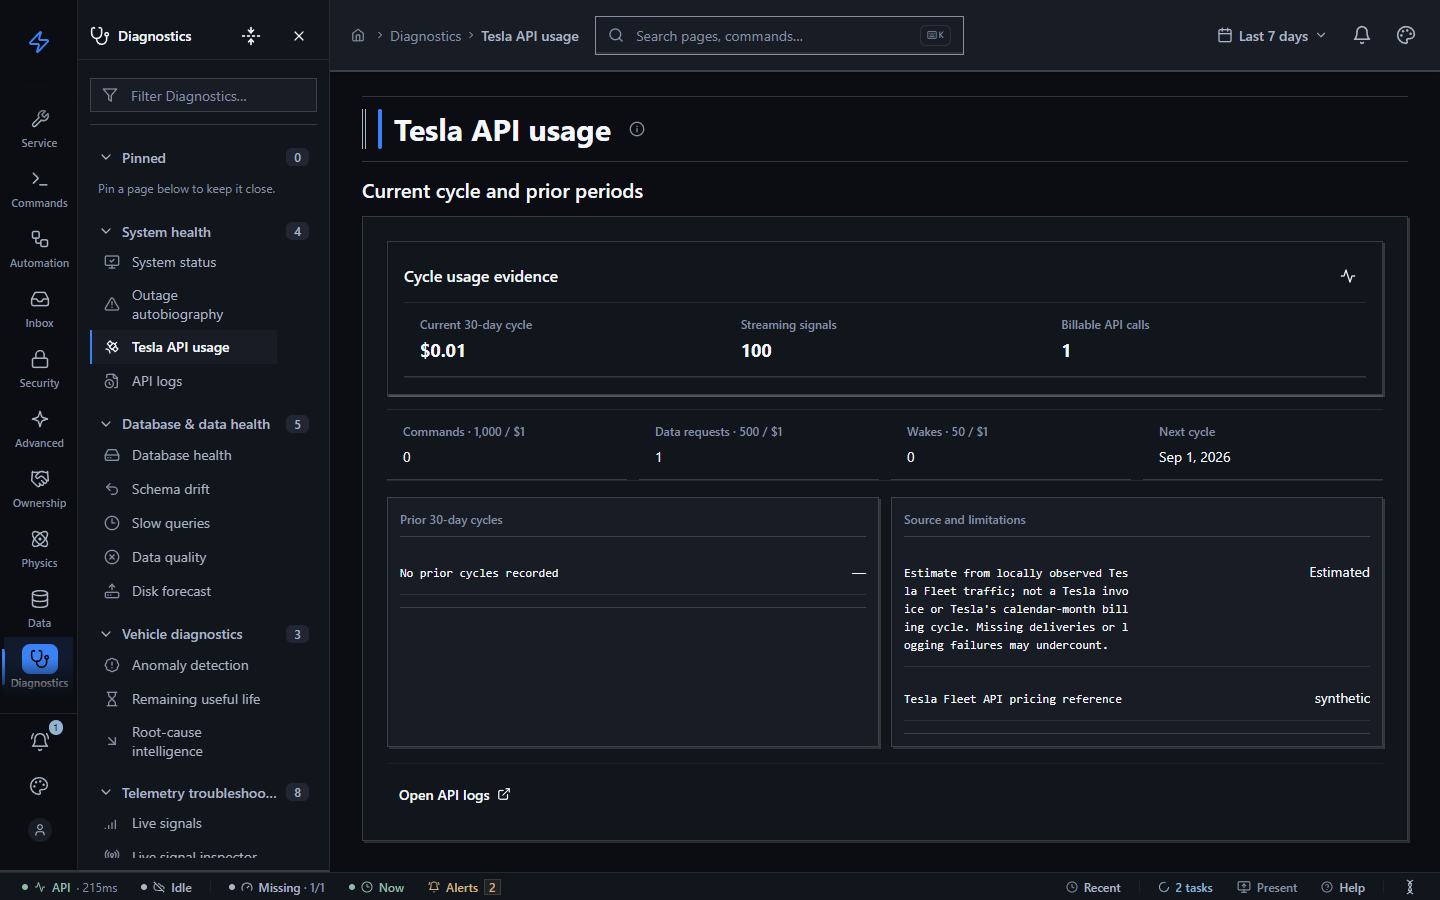 Diagnostics
Filter Diagnostics...
Service
Commands
Automation
Inbox
Security
Advanced
Ownership
Physics
Data
Diagnostics
1
Pinned 0
Pin a page below to keep it close.
System health 4
System status
Outage
autobiography
Tesla API usage
API logs
Database & data health 5
Database health
Schema drift
Slow queries
Data quality
Disk forecast
Vehicle diagnostics 3
Anomaly detection
Remaining useful life
Root-cause
intelligence
Telemetry troubleshoo... 8
Live signals
Live signal inspector
Diagnostics
Tesla API usage
Search pages, commands...
K
Last 7 days
Tesla API usage
Current cycle and prior periods
Cycle usage evidence
Current 30-day cycle
$0.01
Streaming signals
100
Billable API calls
1
Commands · 1,000 / $1
0
Data requests · 500 / $1
1
Wakes · 50 / $1
0
Next cycle
Sep 1, 2026
Prior 30-day cycles
No prior cycles recorded —
Source and limitations
Estimate from locally observed Tes
la Fleet traffic; not a Tesla invo
ice or Tesla's calendar-month bill
ing cycle. Missing deliveries or l
ogging failures may undercount.
Estimated
Tesla Fleet API pricing reference synthetic
Open API logs
API · 215ms
Idle
Missing · 1/1
Now
Alerts 2
Recent
2 tasks
Present
Help